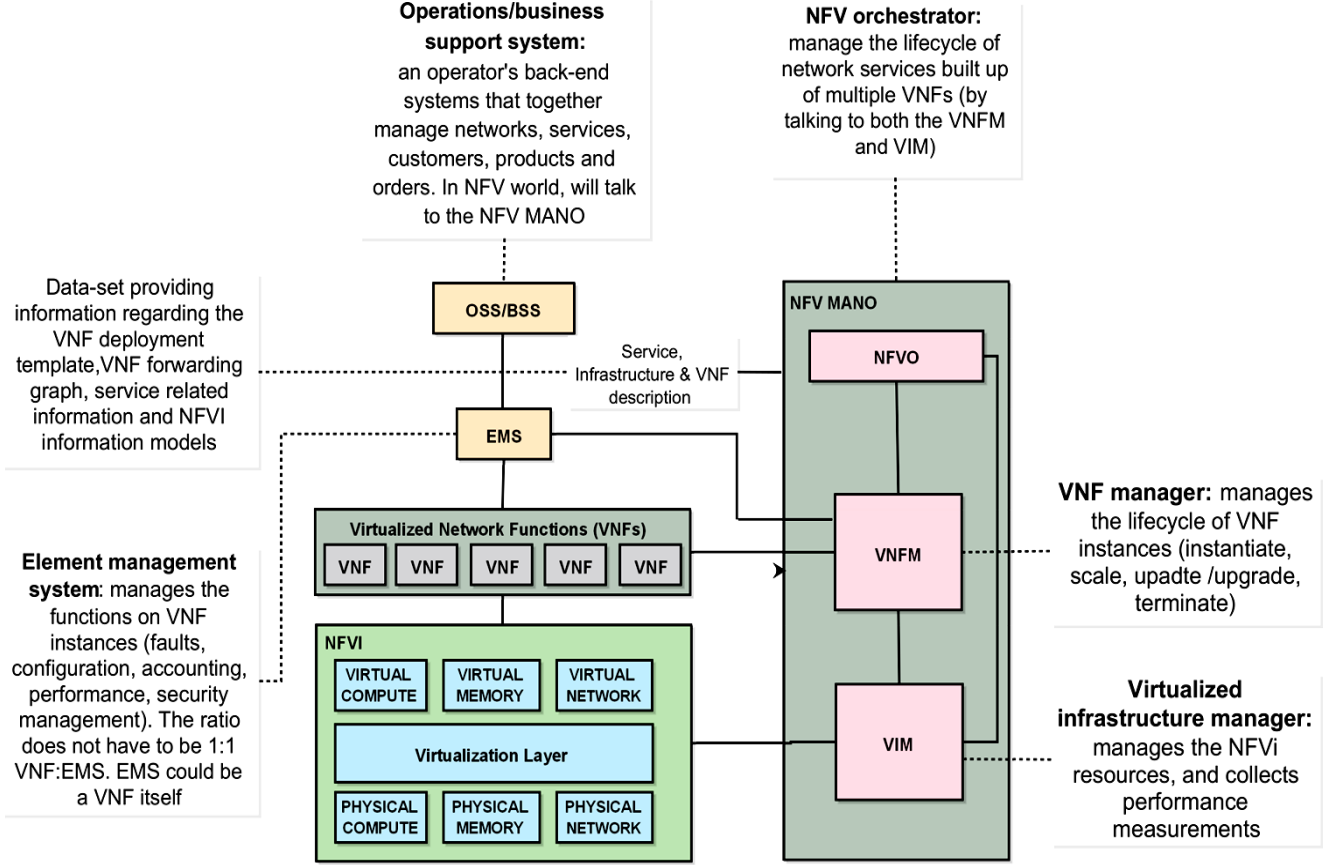 Operations/business
support system:
an operator's back-end
systems that together
manage networks, services,
customers, products and
orders. In NFV world, will talk
to the NFV MANO
NFV orchestrator:
manage the lifecycle of
network services built up
of multiple VNFs (by
talking to both the VNFM
and VIM)
Data-set providing
information regarding the
VNF deployment
template,VNF forwarding
graph, service related
information and NFVI
information models
OSS/BSS
Service,
Infrastructure & VNF
description
EMS
NFV MANO
NFVO
VNFM
VIM
Virtualized Network Functions (VNFs)
VNF
VNF
VNF
VNF
VNF
Element management
system: manages the
functions on VNF
instances (faults,
configuration, accounting,
performance, security
management). The ratio
does not have to be 1:1
VNF:EMS. EMS could be
a VNF itself
NFVI
VIRTUAL
COMPUTE
VIRTUAL
MEMORY
VIRTUAL
NETWORK
Virtualization Layer
PHYSICAL
COMPUTE
PHYSICAL
MEMORY
PHYSICAL
NETWORK
VNF manager: manages
the lifecycle of VNF
instances (instantiate,
scale, upadte /upgrade,
terminate)
Virtualized
infrastructure manager:
manages the NFVi
resources, and collects
performance
measurements